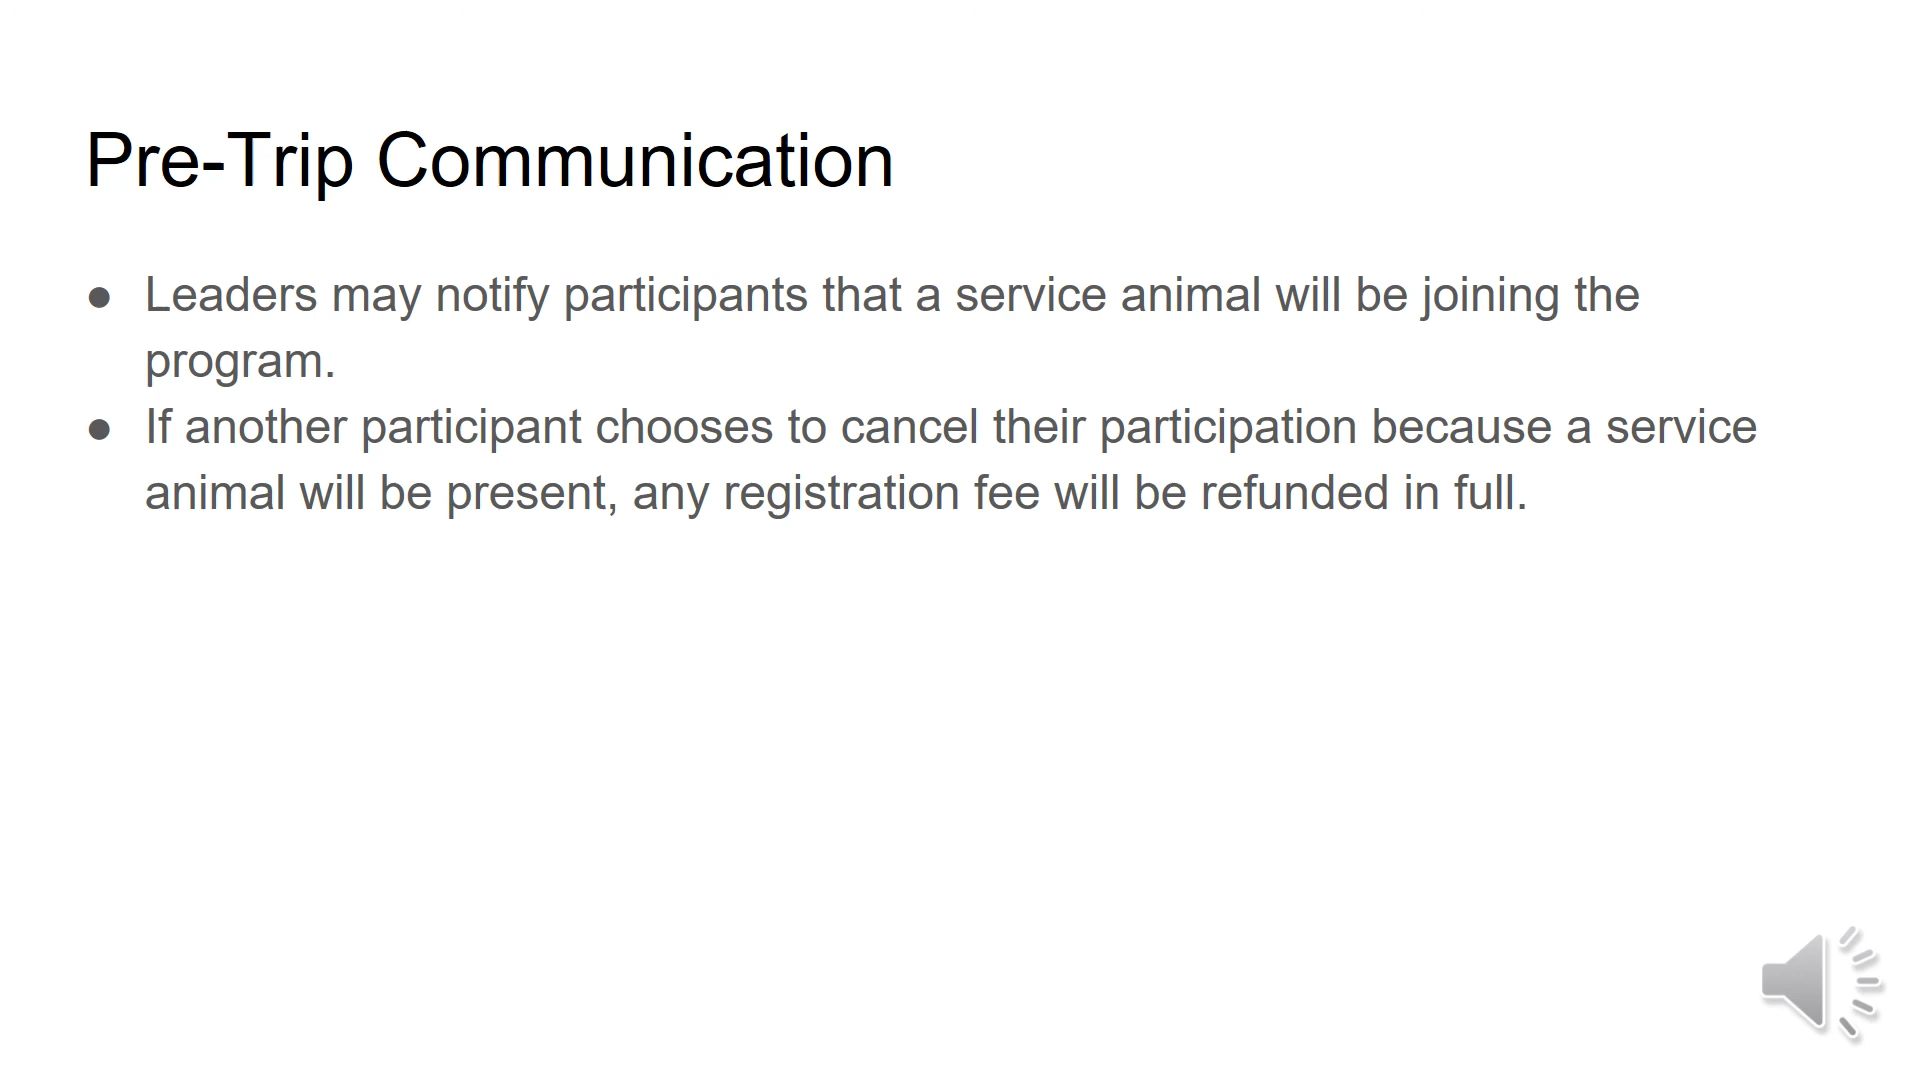 Pre-Trip Communication
● Leaders may notify participants that a service animal will be joining the
program.
● If another participant chooses to cancel their participation because a service
animal will be present, any registration fee will be refunded in full.